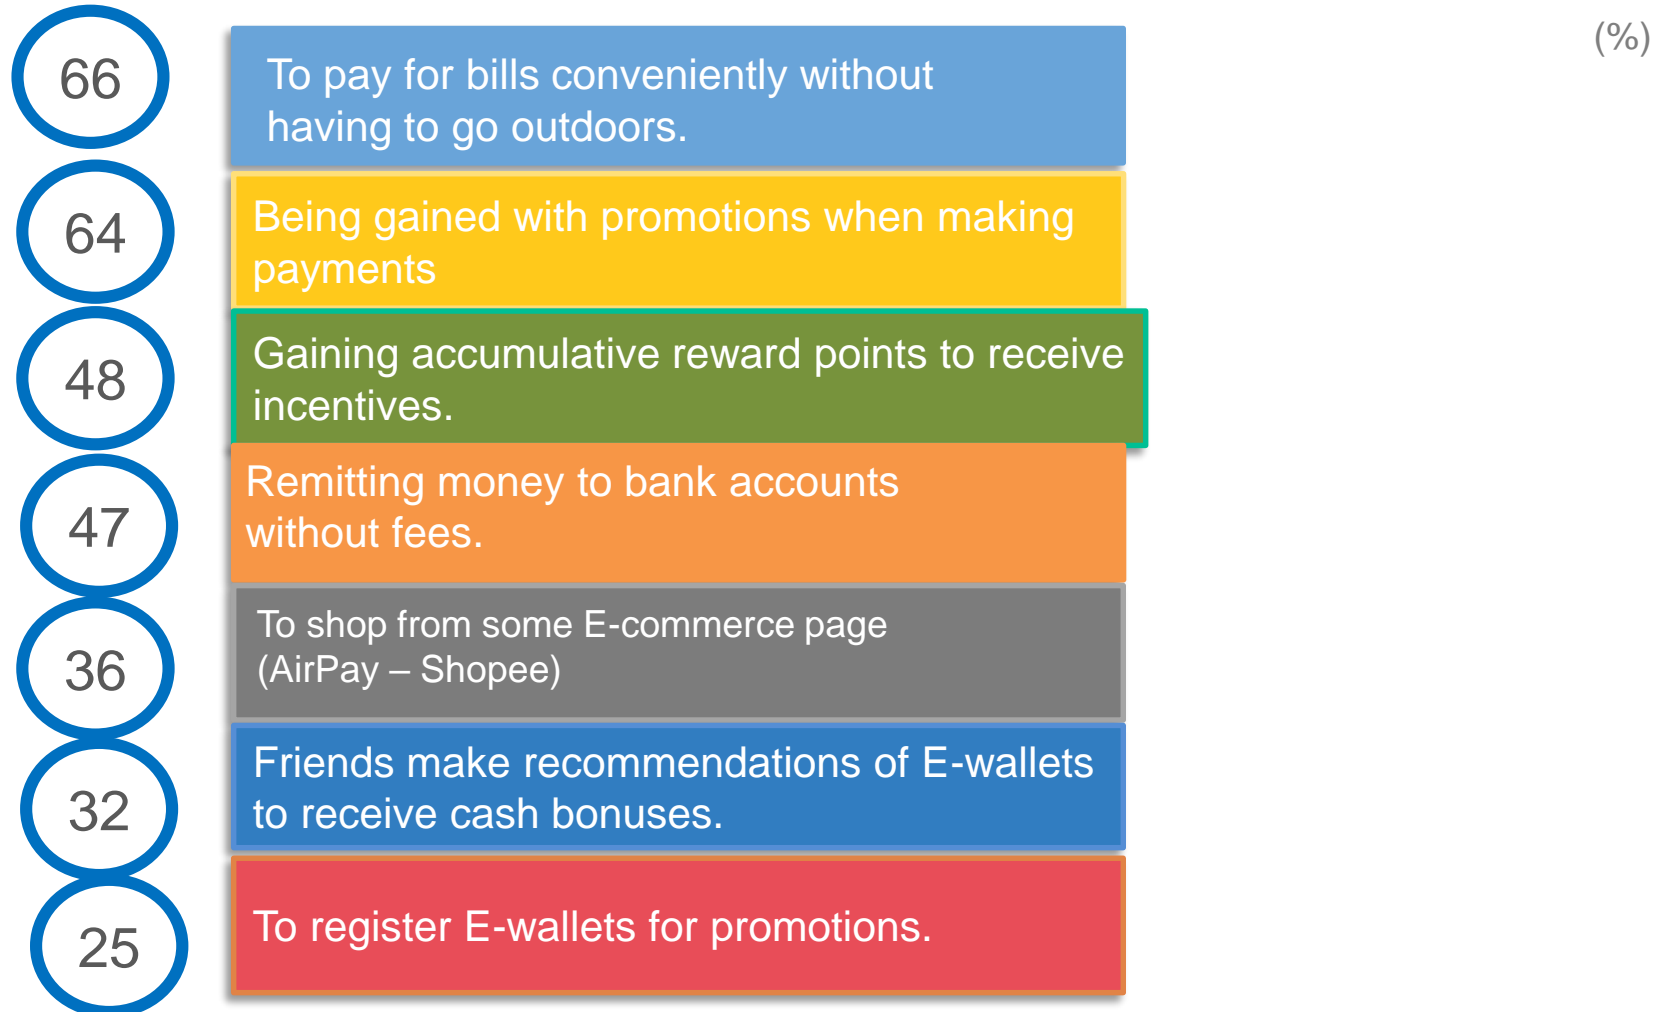 (%)
66
To pay for bills conveniently without
having to go outdoors.
64
Being gained with promotions when making
payments
48
Gaining accumulative reward points to receive
incentives.
47
Remitting money to bank accounts
without fees.
36
To shop from some E-commerce page
(AirPay – Shopee)
32
Friends make recommendations of E-wallets
to receive cash bonuses.
25
To register E-wallets for promotions.